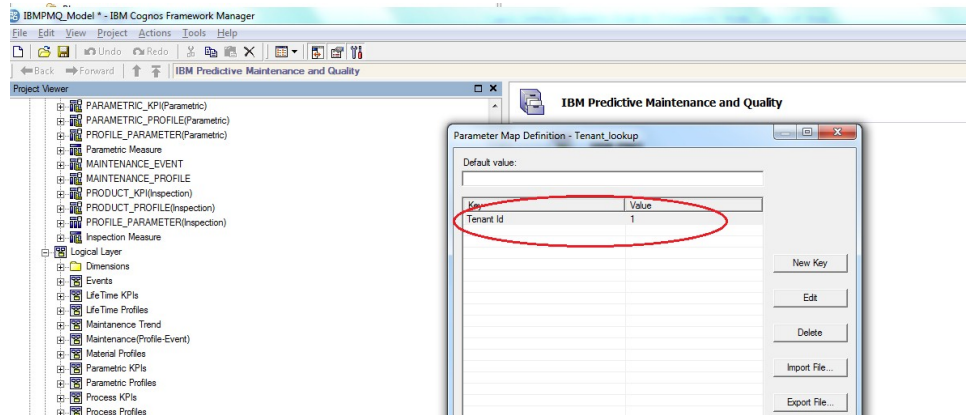 IBMPMQ_Model * - IBM Cognos Framework Manager
File Edit View Project Actions Tools Help
Undo Redo
Back Forward IBM Predictive Maintenance and Quality
Project Viewer
PARAMETRIC_KPI(Parametric)
PARAMETRIC_PROFILE(Parametric)
PROFILE_PARAMETER(Parametric)
Parametric Measure
MAINTENANCE_EVENT
MAINTENANCE_PROFILE
PRODUCT_KPI(Inspection)
PRODUCT_PROFILE(Inspection)
PROFILE_PARAMETER(Inspection)
Inspection Measure
Logical Layer
Dimensions
Events
LifeTime KPIs
LifeTime Profiles
Maintanence Trend
Maintenance(Profile-Event)
Material Profiles
Parametric KPIs
Parametric Profiles
Process KPIs
Process Profiles
IBM Predictive Maintenance and Quality
Parameter Map Definition - Tenant_lookup
Default value:
Key Value
Tenant Id 1
New Key
Edit
Delete
Import File...
Export File...